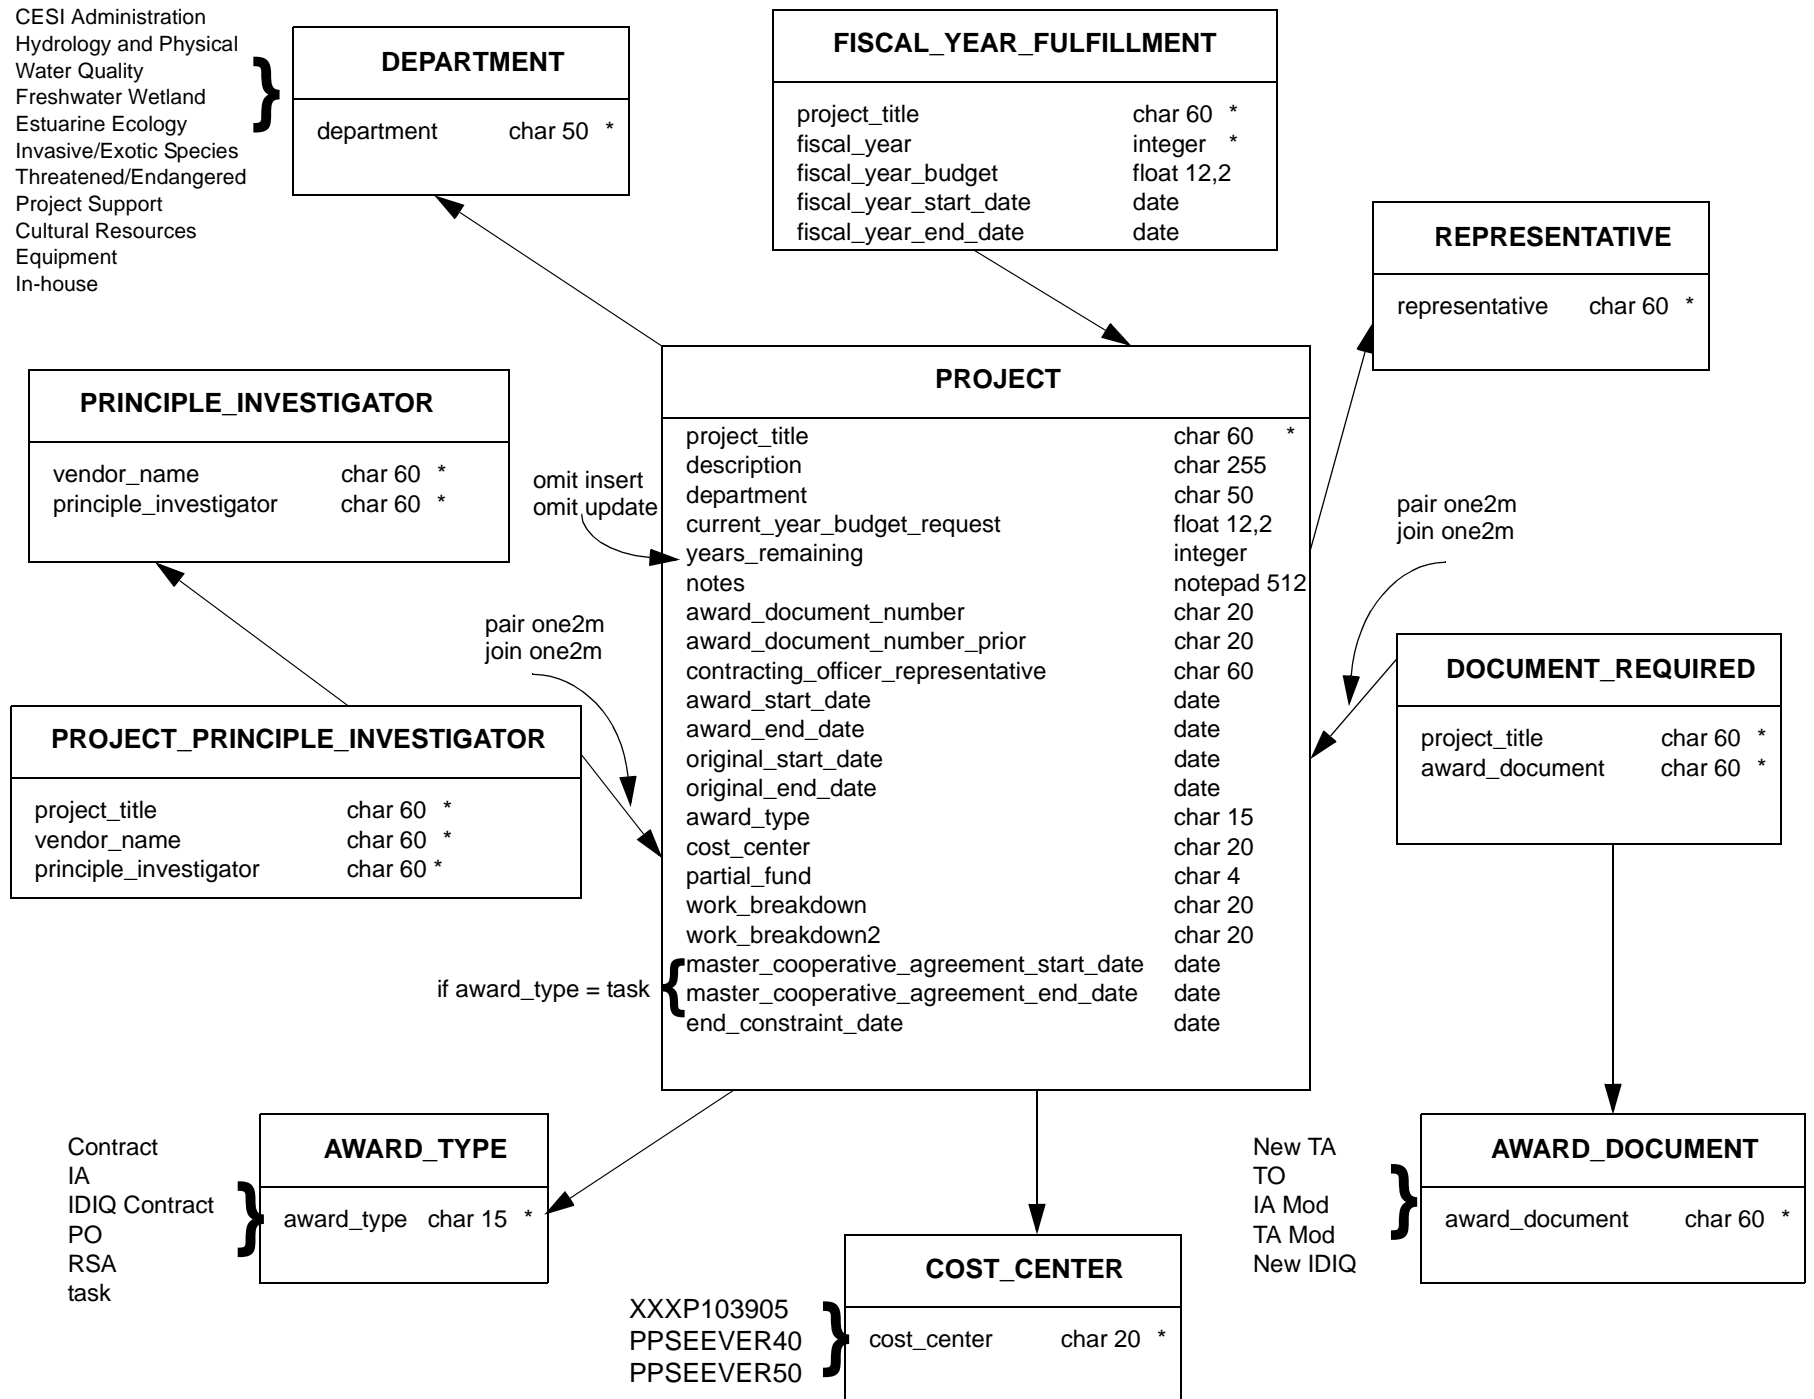 CESI Administration
Hydrology and Physical
Water Quality
Freshwater Wetland
Estuarine Ecology
Invasive/Exotic Species
Threatened/Endangered
Project Support
Cultural Resources
Equipment
In-house
DEPARTMENT
department char 50 *
FISCAL_YEAR_FULFILLMENT
project_title char 60 *
fiscal_year integer *
fiscal_year_budget float 12,2
fiscal_year_start_date date
fiscal_year_end_date date
REPRESENTATIVE
representative char 60 *
PRINCIPLE_INVESTIGATOR
vendor_name char 60 *
principle_investigator char 60 *
omit insert
omit update
PROJECT
project_title char 60 *
description char 255
department char 50
current_year_budget_request float 12,2
years_remaining integer
notes notepad 512
award_document_number char 20
award_document_number_prior char 20
contracting_officer_representative char 60
award_start_date date
award_end_date date
original_start_date date
original_end_date date
award_type char 15
cost_center char 20
partial_fund char 4
work_breakdown char 20
work_breakdown2 char 20
master_cooperative_agreement_start_date date
master_cooperative_agreement_end_date date
end_constraint_date date
if award_type = task
pair one2m
join one2m
pair one2m
join one2m
PROJECT_PRINCIPLE_INVESTIGATOR
project_title char 60 *
vendor_name char 60 *
principle_investigator char 60 *
DOCUMENT_REQUIRED
project_title char 60 *
award_document char 60 *
Contract
IA
IDIQ Contract
PO
RSA
task
AWARD_TYPE
award_type char 15 *
XXXP103905
PPSEEVER40
PPSEEVER50
COST_CENTER
cost_center char 20 *
New TA
TO
IA Mod
TA Mod
New IDIQ
AWARD_DOCUMENT
award_document char 60 *